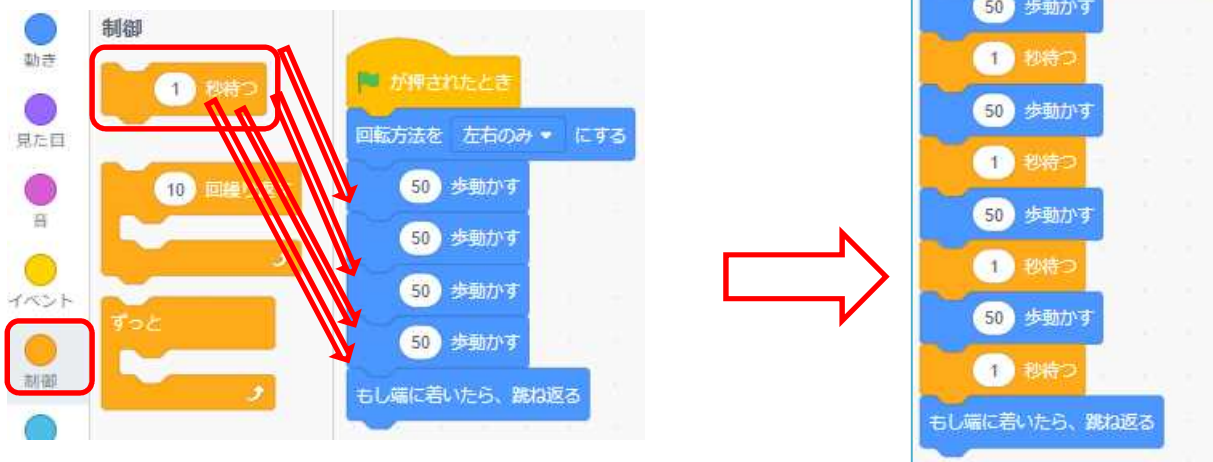 動き
見た目
音
イベント
制御
制御
1 秒待つ
10 回繰り返す
ずっと
が押されたとき
回転方法を 左右のみ にする
50 歩動かす
50 歩動かす
50 歩動かす
50 歩動かす
もし端に着いたら、跳ね返る
50 歩動かす
1 秒待つ
50 歩動かす
1 秒待つ
50 歩動かす
1 秒待つ
50 歩動かす
1 秒待つ
もし端に着いたら、跳ね返る